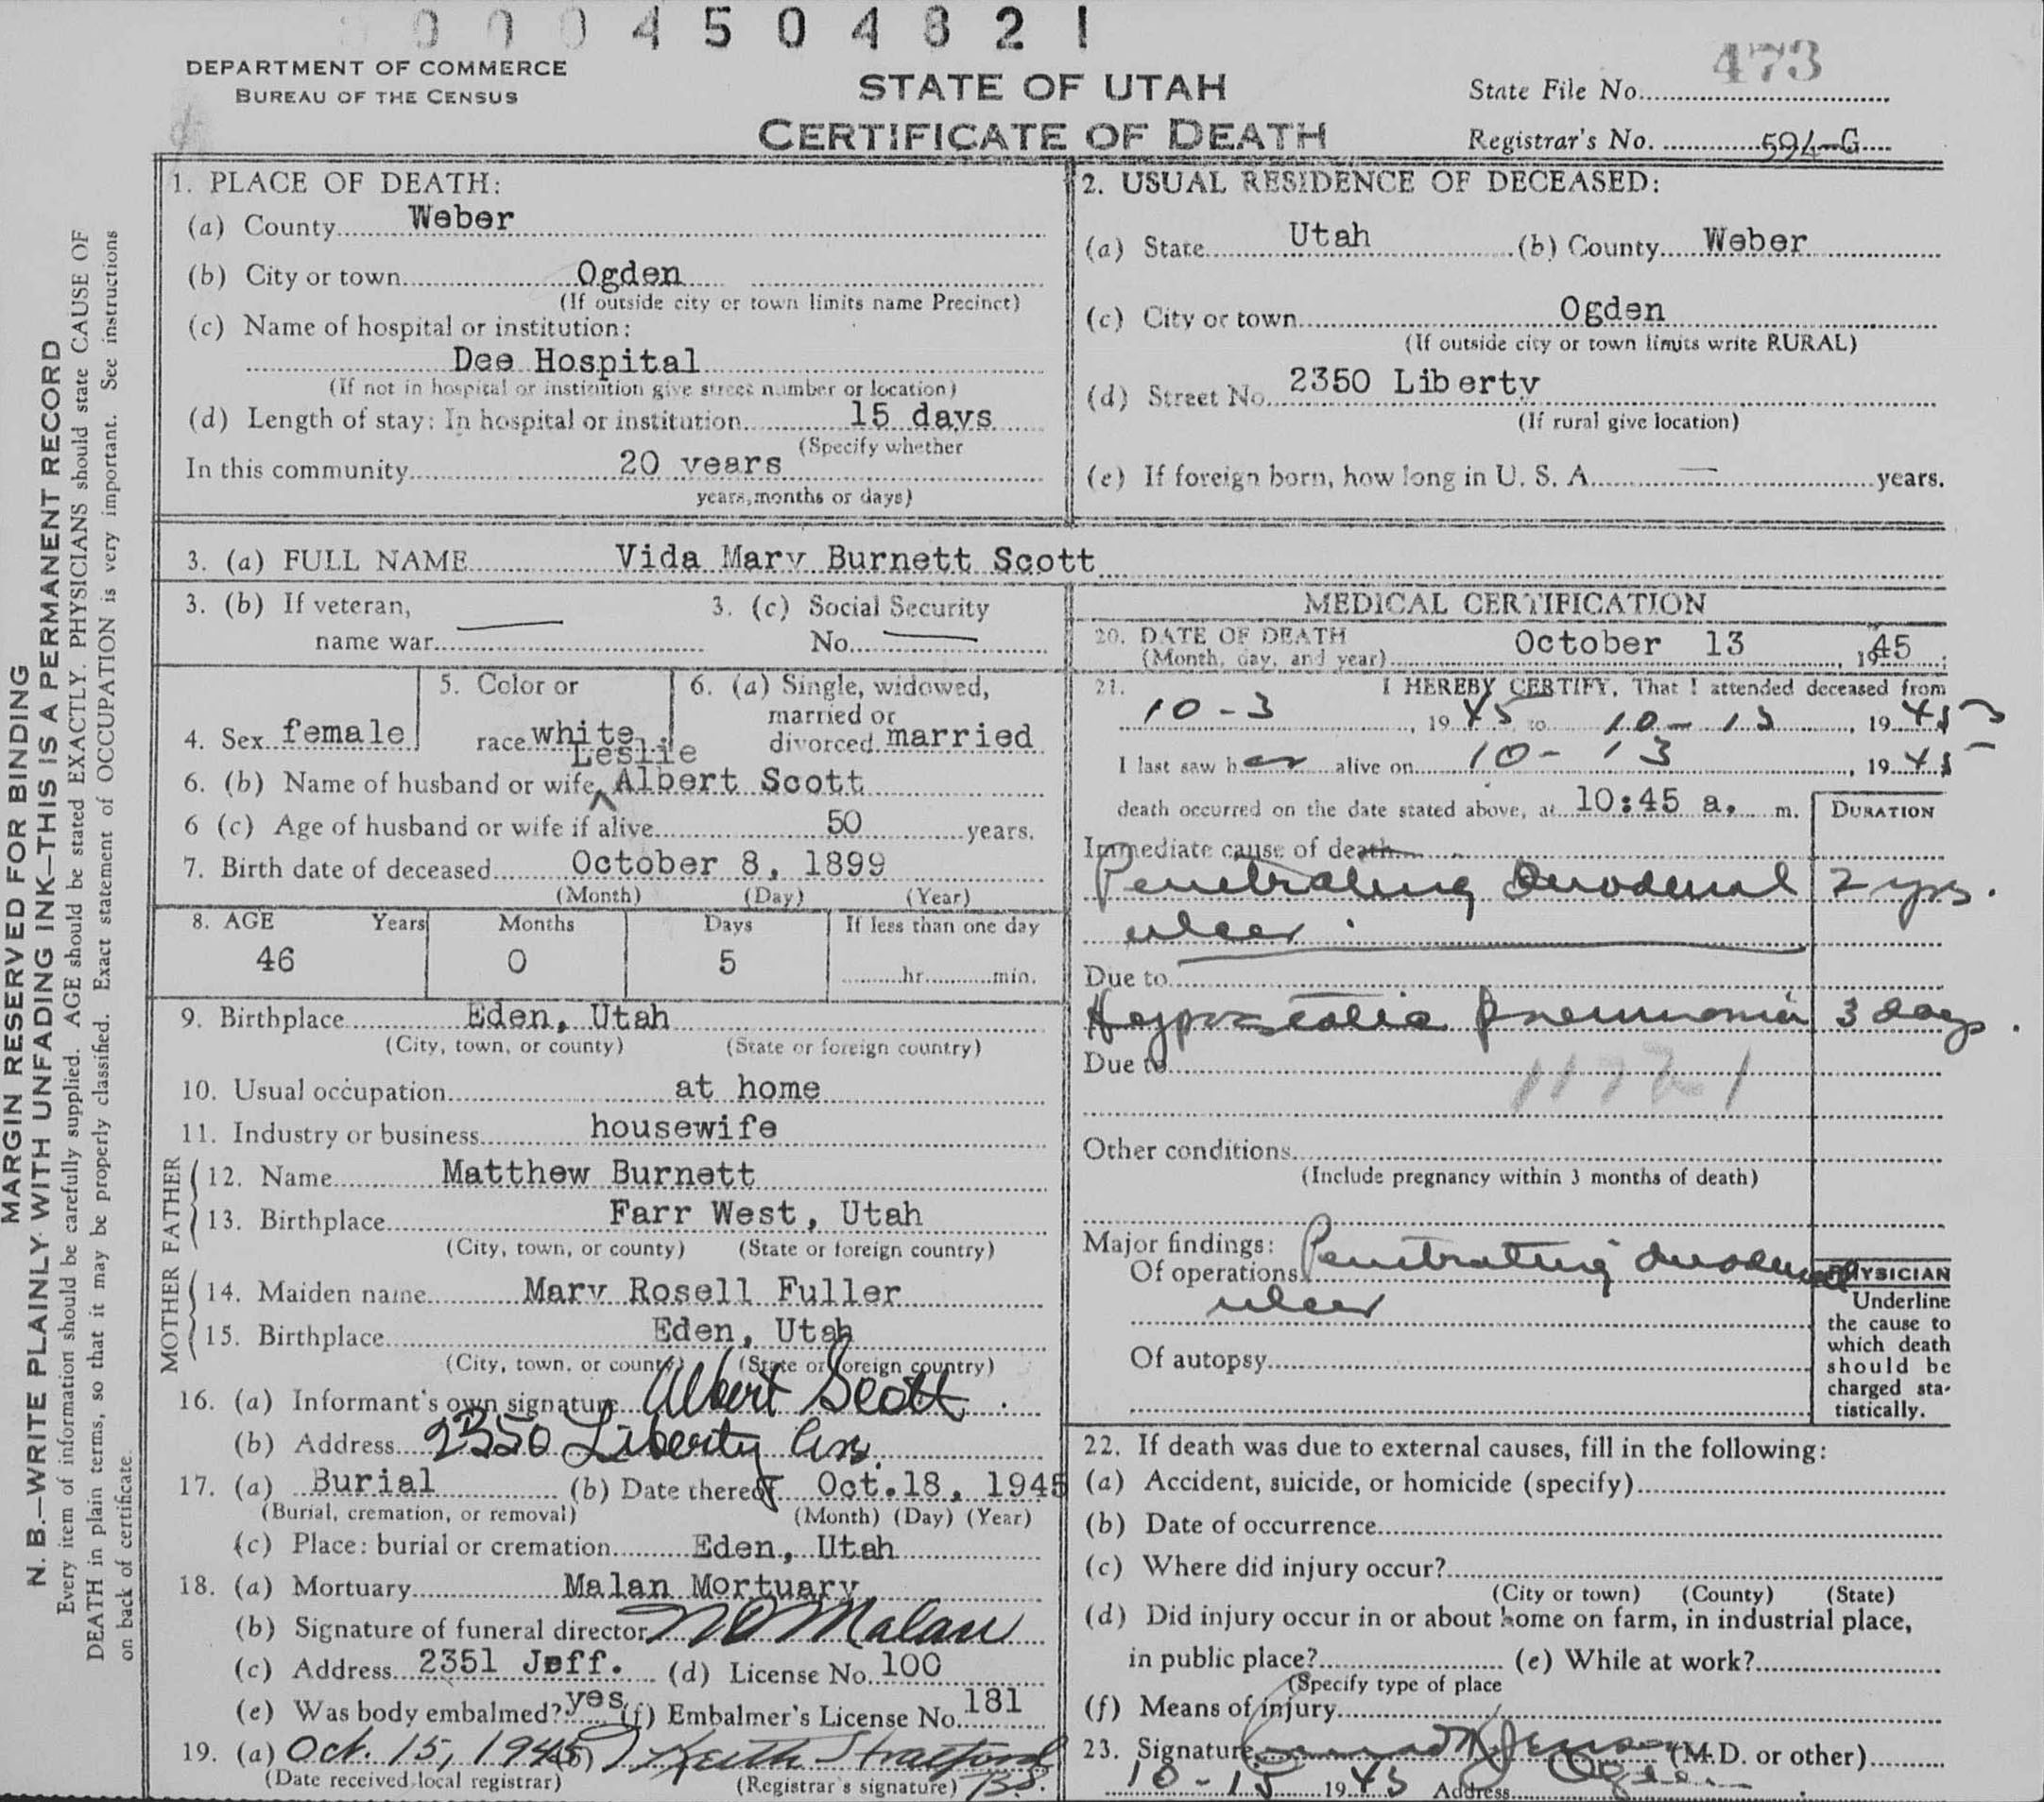 0004504821
DEPARTMENT OF COMMERCE
BUREAU OF THE CENSUS
STATE OF UTAH
CERTIFICATE OF DEATH
473
State File No.
Registrar's No. 594-G
MARGIN RESERVED FOR BINDING
N. B.—WRITE PLAINLY WITH UNFADING INK—THIS IS A PERMANENT RECORD
Every item of information should be carefully supplied. AGE should be stated EXACTLY. PHYSICIANS should state CAUSE OF
DEATH in plain terms, so that it may be properly classified. Exact statement of OCCUPATION is very important. See instructions
on back of certificate.
1. PLACE OF DEATH:
(a) County Weber
(b) City or town Ogden
(If outside city or town limits name Precinct)
(c) Name of hospital or institution:
Dee Hospital
(If not in hospital or institution give street number or location)
(d) Length of stay: In hospital or institution 15 days
(Specify whether
In this community 20 years
years, months or days)
2. USUAL RESIDENCE OF DECEASED:
(a) State Utah (b) County Weber
(c) City or town Ogden
(If outside city or town limits write RURAL)
(d) Street No. 2350 Liberty
(If rural give location)
(e) If foreign born, how long in U. S. A. — years.
3. (a) FULL NAME Vida Mary Burnett Scott
3. (b) If veteran,
name war —
3. (c) Social Security
No. —
4. Sex female
5. Color or
race white
6. (a) Single, widowed,
married or
divorced married
Leslie
6. (b) Name of husband or wife ^ Albert Scott
6 (c) Age of husband or wife if alive 50 years.
7. Birth date of deceased October 8, 1899
(Month) (Day) (Year)
8. AGE Years Months Days If less than one day
46 0 5 hr. min.
9. Birthplace Eden, Utah
(City, town, or county) (State or foreign country)
10. Usual occupation at home
11. Industry or business housewife
FATHER
12. Name Matthew Burnett
13. Birthplace Farr West, Utah
(City, town, or county) (State or foreign country)
MOTHER
14. Maiden name Mary Rosell Fuller
15. Birthplace Eden, Utah
(City, town, or county) (State or foreign country)
16. (a) Informant's own signature Albert Scott
(b) Address 2350 Liberty Av.
17. (a) Burial (b) Date thereof Oct. 18, 1945
(Burial, cremation, or removal) (Month) (Day) (Year)
(c) Place: burial or cremation Eden, Utah
18. (a) Mortuary Malan Mortuary
(b) Signature of funeral director N O Malan
(c) Address 2351 Jeff. (d) License No. 100
(e) Was body embalmed? yes (f) Embalmer's License No. 181
19. (a) Oct. 15, 1945 (b) Keith Stratford
(Date received local registrar) (Registrar's signature) BS.
MEDICAL CERTIFICATION
20. DATE OF DEATH
(Month, day, and year) October 13, 1945;
21. I HEREBY CERTIFY, That I attended deceased from
10-3, 1945 to 10-13, 1945
I last saw her alive on 10-13, 1945
death occurred on the date stated above, at 10:45 a. m.
DURATION
Immediate cause of death
Penetrating Duodenal 2 yrs.
ulcer
Due to
Hypostatic pneumonia 3 days.
Due to
117 1
Other conditions
(Include pregnancy within 3 months of death)
Major findings:
Of operations Penetrating duodenal
ulcer
Of autopsy
PHYSICIAN
Underline
the cause to
which death
should be
charged sta-
tistically.
22. If death was due to external causes, fill in the following:
(a) Accident, suicide, or homicide (specify)
(b) Date of occurrence
(c) Where did injury occur?
(City or town) (County) (State)
(d) Did injury occur in or about home on farm, in industrial place,
in public place? (e) While at work?
(Specify type of place
(f) Means of injury
23. Signature Jenson (M.D. or other)
10-15 1945 Address Ogden